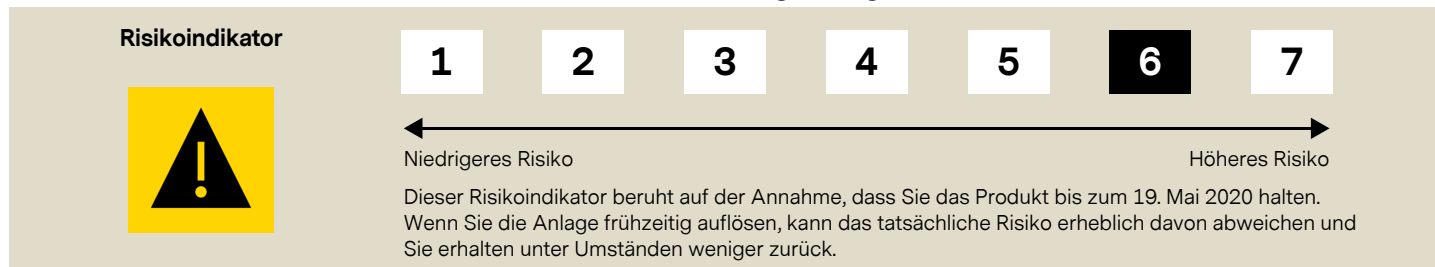 Risikoindikator
1 2 3 4 5 6 7
Niedrigeres Risiko Höheres Risiko
Dieser Risikoindikator beruht auf der Annahme, dass Sie das Produkt bis zum 19. Mai 2020 halten.
Wenn Sie die Anlage frühzeitig auflösen, kann das tatsächliche Risiko erheblich davon abweichen und
Sie erhalten unter Umständen weniger zurück.